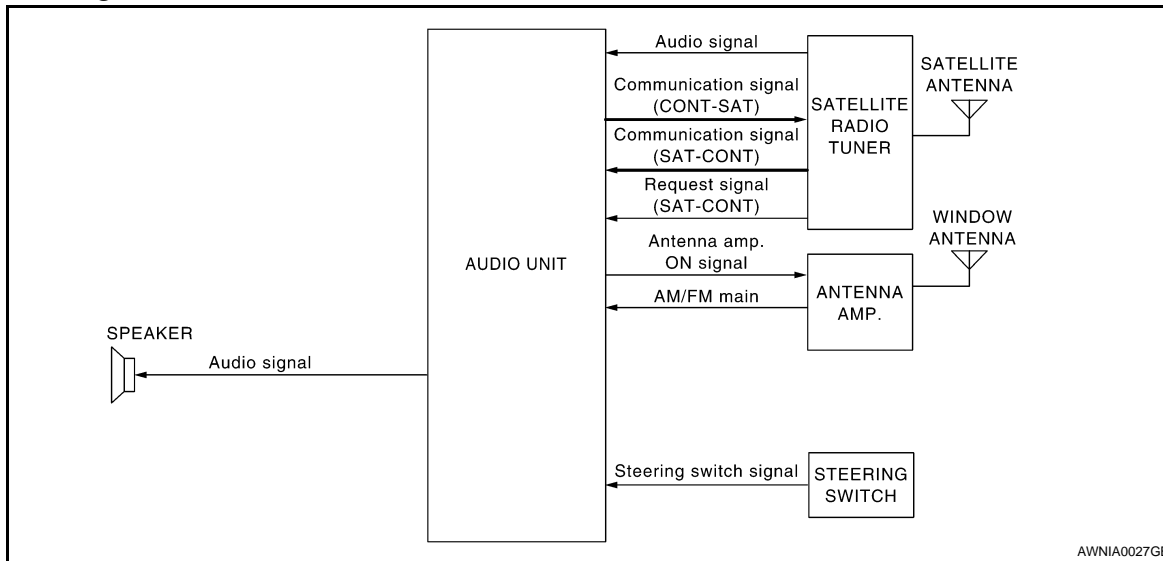 Audio signal
Communication signal
(CONT-SAT)
Communication signal
(SAT-CONT)
Request signal
(SAT-CONT)
SATELLITE
RADIO
TUNER
SATELLITE
ANTENNA
AUDIO UNIT
Antenna amp.
ON signal
AM/FM main
ANTENNA
AMP.
WINDOW
ANTENNA
SPEAKER
Audio signal
Steering switch signal
STEERING
SWITCH